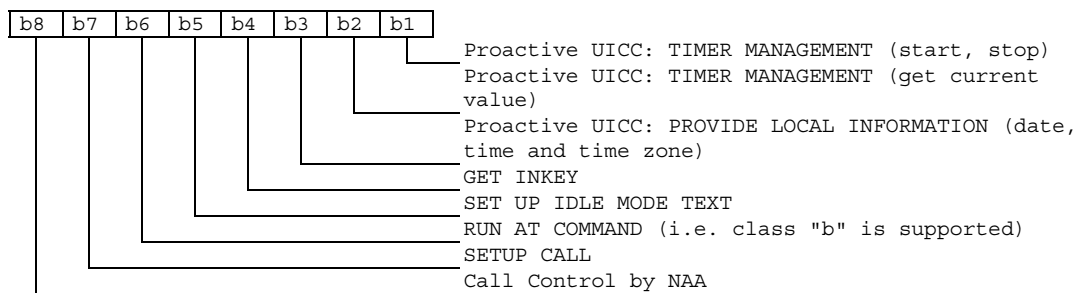 b8 b7 b6 b5 b4 b3 b2 b1
Proactive UICC: TIMER MANAGEMENT (start, stop)
Proactive UICC: TIMER MANAGEMENT (get current
value)
Proactive UICC: PROVIDE LOCAL INFORMATION (date,
time and time zone)
GET INKEY
SET UP IDLE MODE TEXT
RUN AT COMMAND (i.e. class "b" is supported)
SETUP CALL
Call Control by NAA